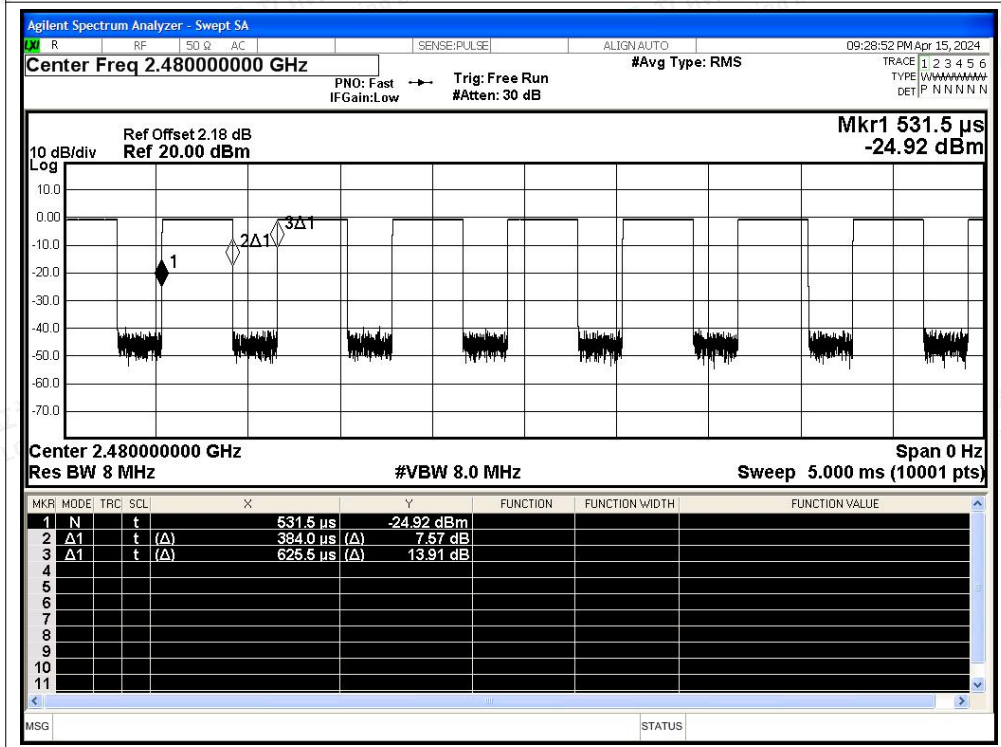 Agilent Spectrum Analyzer - Swept SA
LXI R RF 50 Ω AC SENSE:PULSE ALIGN AUTO 09:28:52 PM Apr 15, 2024
Center Freq 2.480000000 GHz #Avg Type: RMS TRACE 1 2 3 4 5 6
PNO: Fast Trig: Free Run TYPE W
IFGain:Low #Atten: 30 dB DET P N N N N N
Mkr1 531.5 µs
-24.92 dBm
Ref Offset 2.18 dB
10 dB/div Ref 20.00 dBm
Log
10.0
0.00
-10.0
-20.0
-30.0
-40.0
-50.0
-60.0
-70.0
1
2Δ1
3Δ1
Center 2.480000000 GHz Span 0 Hz
Res BW 8 MHz #VBW 8.0 MHz Sweep 5.000 ms (10001 pts)
MKR MODE TRC SCL X Y FUNCTION FUNCTION WIDTH FUNCTION VALUE
1 N t 531.5 µs -24.92 dBm
2 Δ1 t (Δ) 384.0 µs (Δ) 7.57 dB
3 Δ1 t (Δ) 625.5 µs (Δ) 13.91 dB
4
5
6
7
8
9
10
11
MSG STATUS